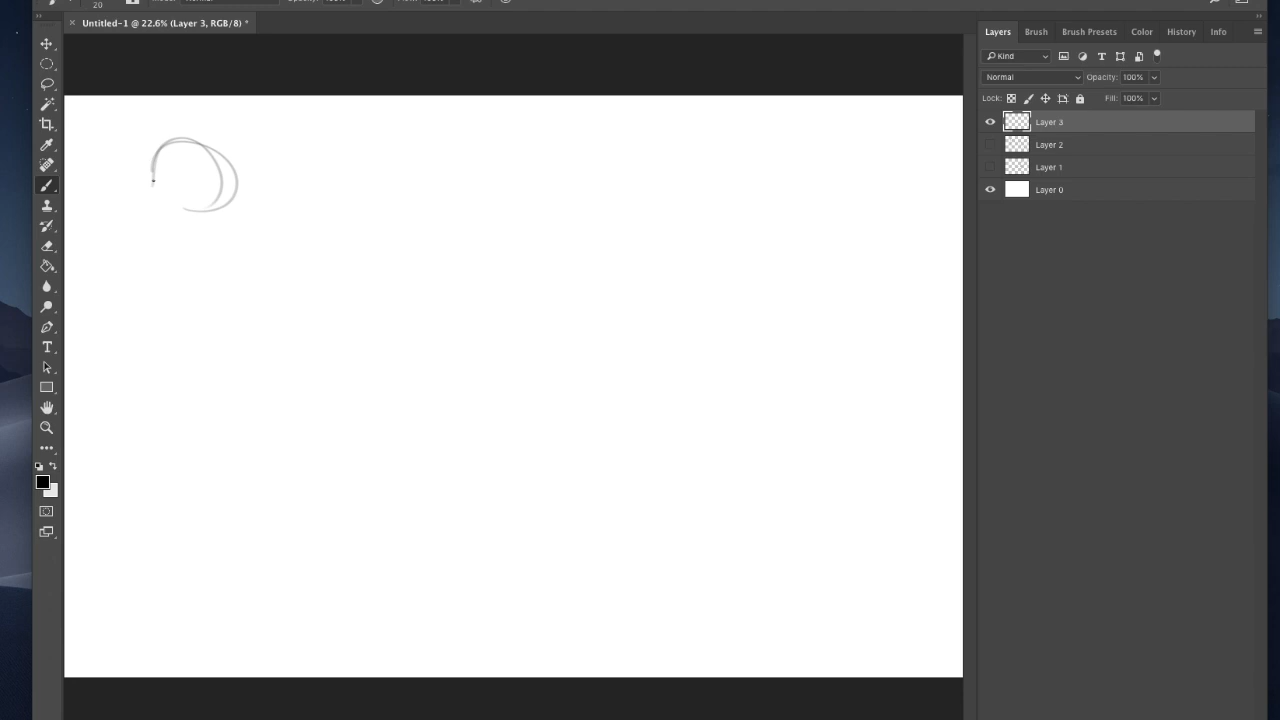 20
Untitled-1 @ 22.6% (Layer 3, RGB/8) *
Layers Brush Brush Presets Color History Info
Kind
Normal Opacity: 100%
Lock: Fill: 100%
Layer 3
Layer 2
Layer 1
Layer 0